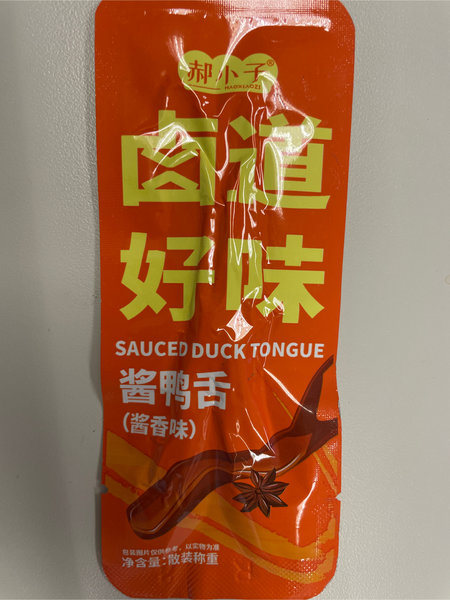 郝小子®
HAOXIAOZI
卤道
好味
SAUCED DUCK TONGUE
酱鸭舌
(酱香味)
包装图片仅供参考，以实物为准
净含量:散装称重